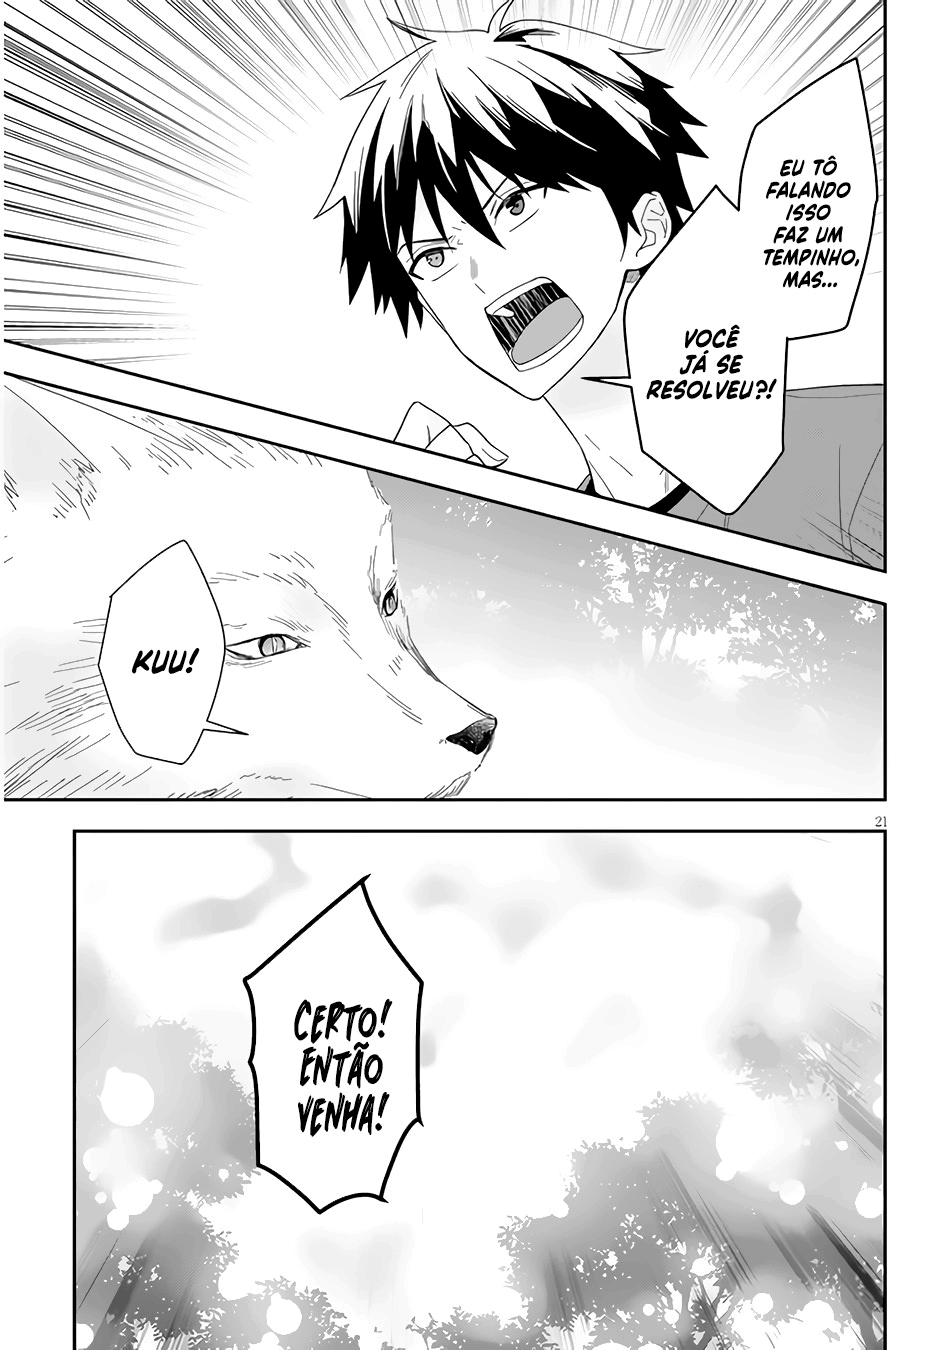 EU TÔ
FALANDO
ISSO
FAZ UM
TEMPINHO,
MAS...
VOCÊ
JÁ SE
RESOLVEU?!
KUU!
21
CERTO!
ENTÃO
VENHA!